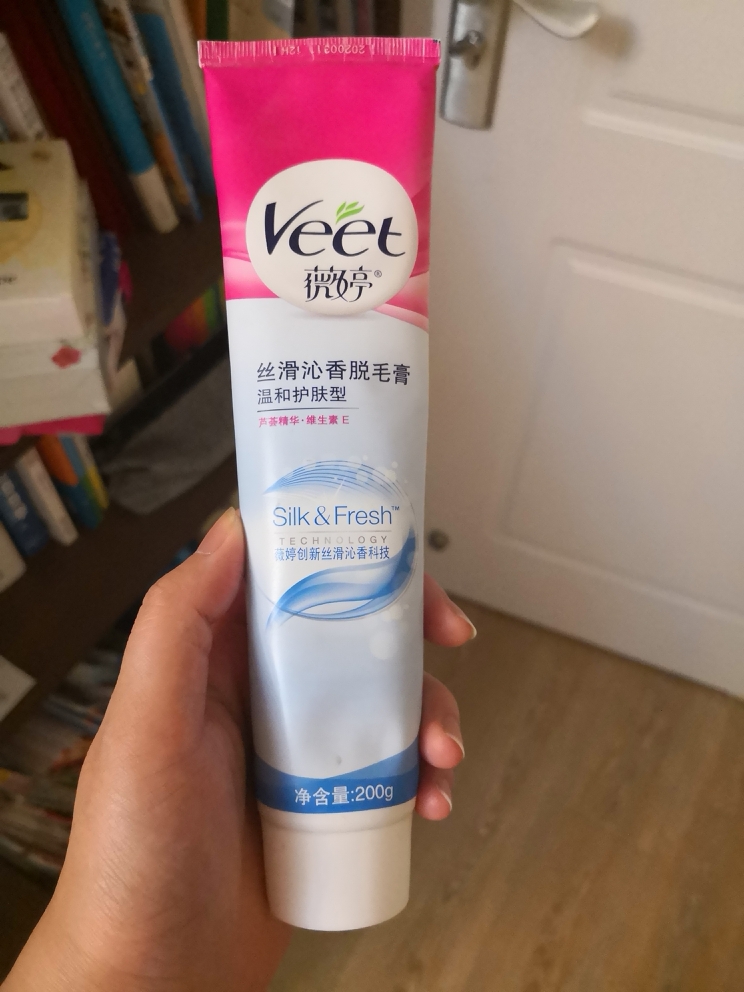 Veet
薇婷®
丝滑沁香脱毛膏
温和护肤型
芦荟精华·维生素 E
Silk & Fresh™
TECHNOLOGY
薇婷创新丝滑沁香科技
净含量:200g